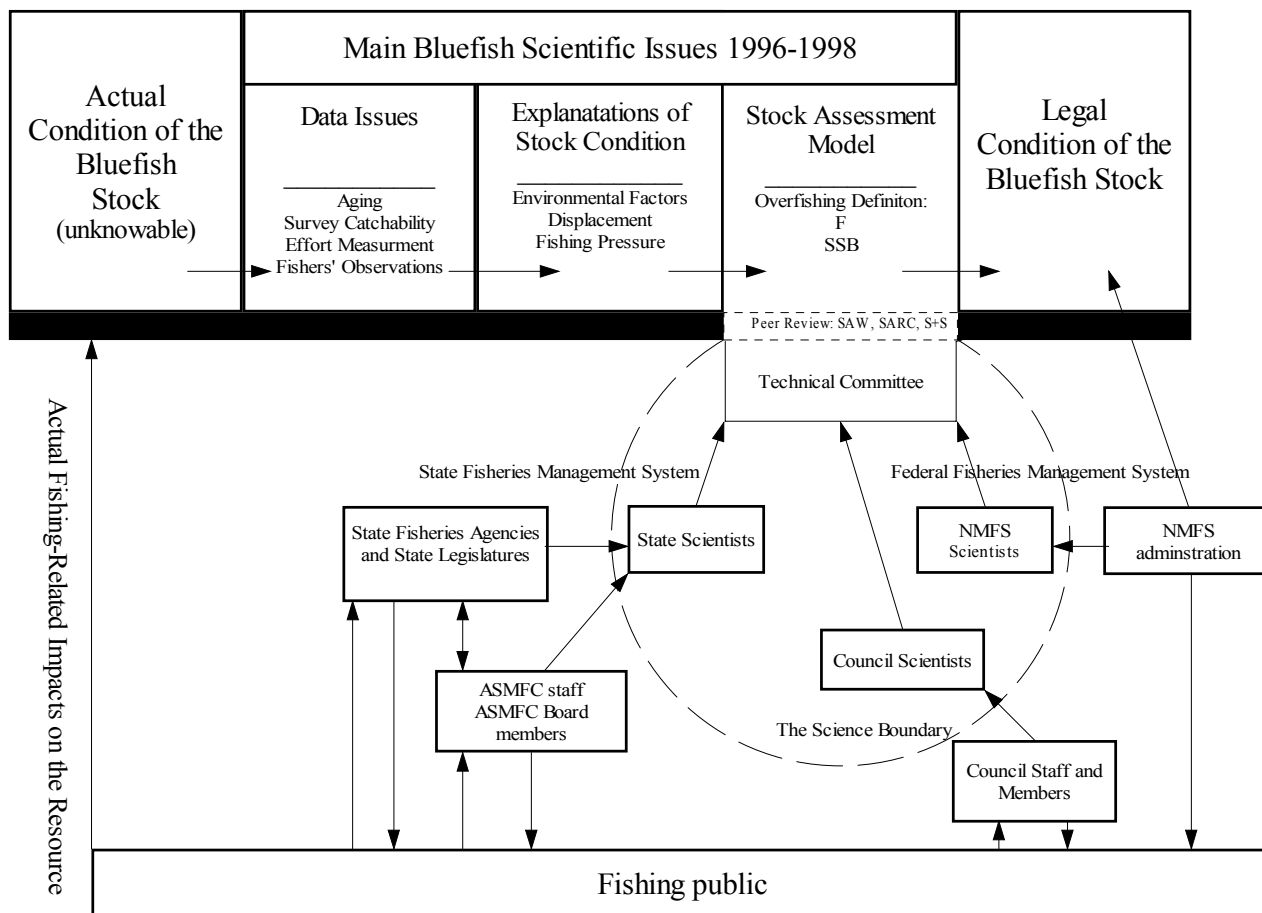 Main Bluefish Scientific Issues 1996-1998
Actual
Condition of the
Bluefish
Stock
(unknowable)
Data Issues
Aging
Survey Catchability
Effort Measurment
Fishers' Observations
Explanatations of
Stock Condition
Environmental Factors
Displacement
Fishing Pressure
Stock Assessment
Model
Overfishing Definiton:
F
SSB
Legal
Condition of the
Bluefish Stock
Peer Review: SAW, SARC, S+S
Technical Committee
Actual Fishing-Related Impacts on the Resource
State Fisheries Management System
Federal Fisheries Management System
State Fisheries Agencies
and State Legislatures
State Scientists
NMFS
Scientists
NMFS
adminstration
Council Scientists
ASMFC staff
ASMFC Board
members
The Science Boundary
Council Staff and
Members
Fishing public